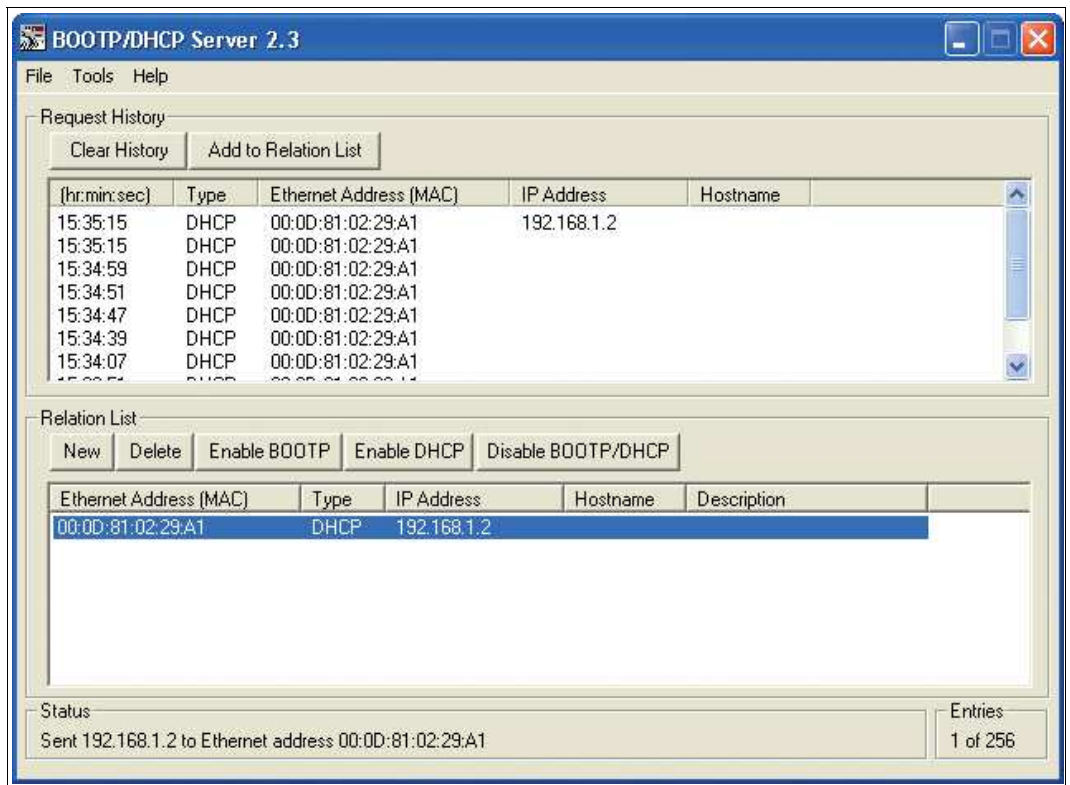 BOOTP/DHCP Server 2.3
File Tools Help
Request History
Clear History Add to Relation List
(hr:min:sec) Type Ethernet Address (MAC) IP Address Hostname
15:35:15 DHCP 00:0D:81:02:29:A1 192.168.1.2
15:35:15 DHCP 00:0D:81:02:29:A1
15:34:59 DHCP 00:0D:81:02:29:A1
15:34:51 DHCP 00:0D:81:02:29:A1
15:34:47 DHCP 00:0D:81:02:29:A1
15:34:39 DHCP 00:0D:81:02:29:A1
15:34:07 DHCP 00:0D:81:02:29:A1
Relation List
New Delete Enable BOOTP Enable DHCP Disable BOOTP/DHCP
Ethernet Address (MAC) Type IP Address Hostname Description
00:0D:81:02:29:A1 DHCP 192.168.1.2
Status
Sent 192.168.1.2 to Ethernet address 00:0D:81:02:29:A1
Entries
1 of 256